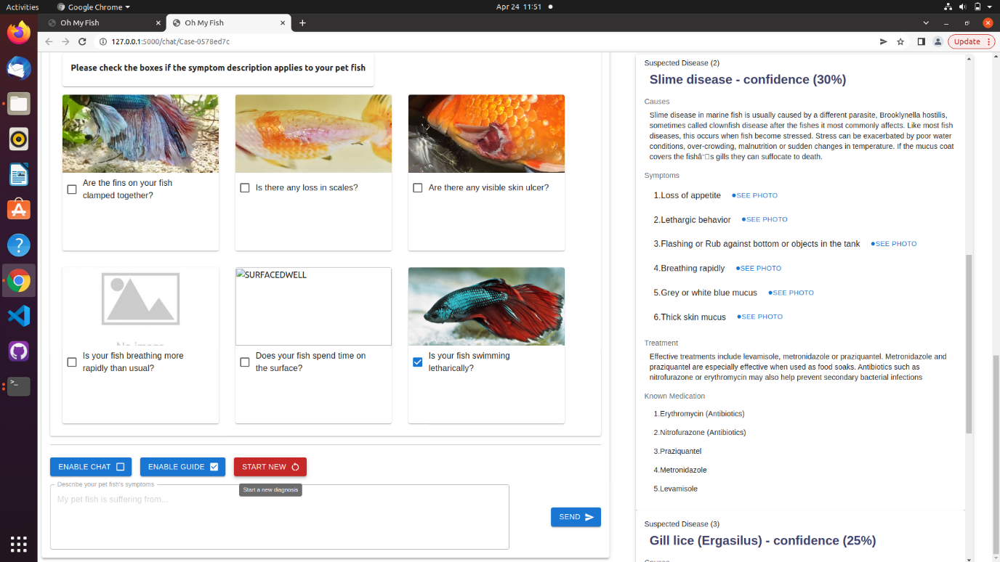 Activities
Google Chrome
Apr 24 11:51
Oh My Fish
Oh My Fish
127.0.0.1:5000/chat/Case-0578ed7c
Update
Please check the boxes if the symptom description applies to your pet fish
Are the fins on your fish
clamped together?
Is there any loss in scales?
Are there any visible skin ulcer?
No image
SURFACEDWELL
Is your fish breathing more
rapidly than usual?
Does your fish spend time on
the surface?
Is your fish swimming
letharically?
ENABLE CHAT
ENABLE GUIDE
START NEW
Start a new diagnosis
Describe your pet fish's symptoms
My pet fish is suffering from...
SEND
Suspected Disease (2)
Slime disease - confidence (30%)
Causes
Slime disease in marine fish is usually caused by a different parasite, Brooklynella hostilis,
sometimes called clownfish disease after the fishes it most commonly affects. Like most fish
diseases, this occurs when fish become stressed. Stress can be exacerbated by poor water
conditions, over-crowding, malnutrition or sudden changes in temperature. If the mucus coat
covers the fishâ¨□s gills they can suffocate to death.
Symptoms
1.Loss of appetite
SEE PHOTO
2.Lethargic behavior
SEE PHOTO
3.Flashing or Rub against bottom or objects in the tank
SEE PHOTO
4.Breathing rapidly
SEE PHOTO
5.Grey or white blue mucus
SEE PHOTO
6.Thick skin mucus
SEE PHOTO
Treatment
Effective treatments include levamisole, metronidazole or praziquantel. Metronidazole and
praziquantel are especially effective when used as food soaks. Antibiotics such as
nitrofurazone or erythromycin may also help prevent secondary bacterial infections
Known Medication
1.Erythromycin (Antibiotics)
2.Nitrofurazone (Antibiotics)
3.Praziquantel
4.Metronidazole
5.Levamisole
Suspected Disease (3)
Gill lice (Ergasilus) - confidence (25%)
Causes